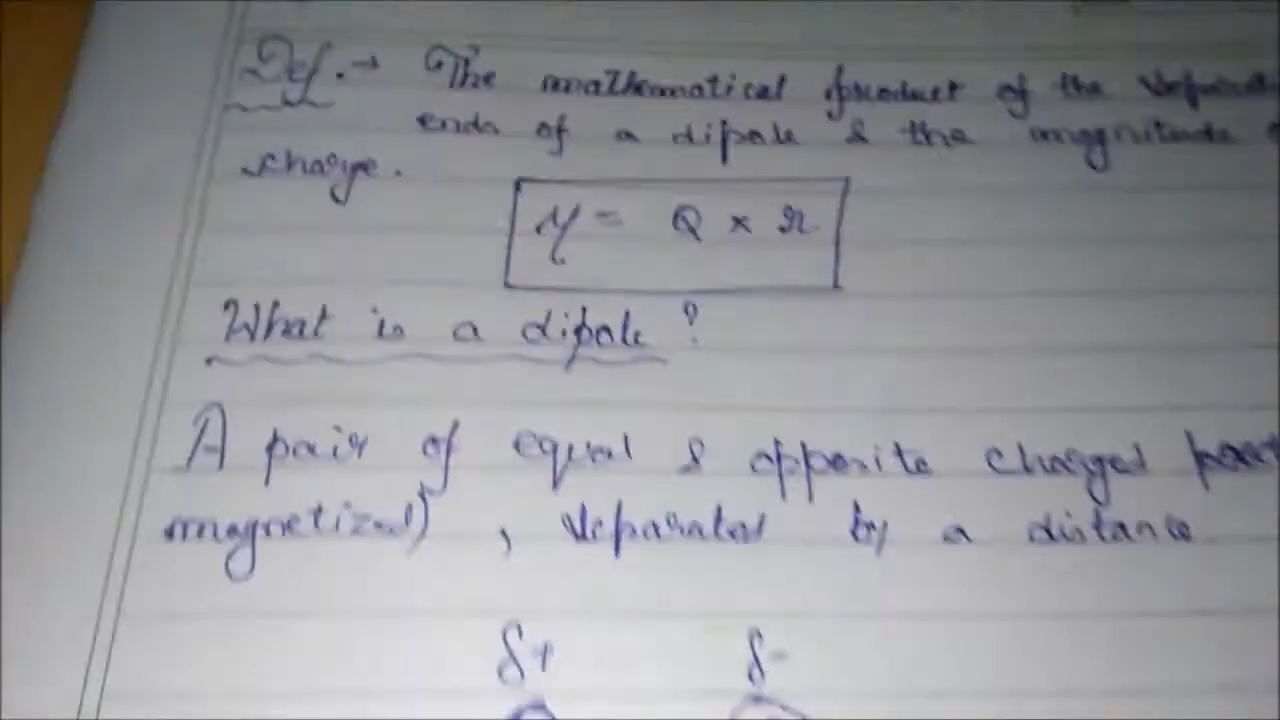 Def. → The mathematical product of the
ends of a dipole & the magnitude
charge.
μ = Q × r
What is a dipole ?
A pair of equal & opposite charged
magnetized) , separated by a distance
δ+ δ-